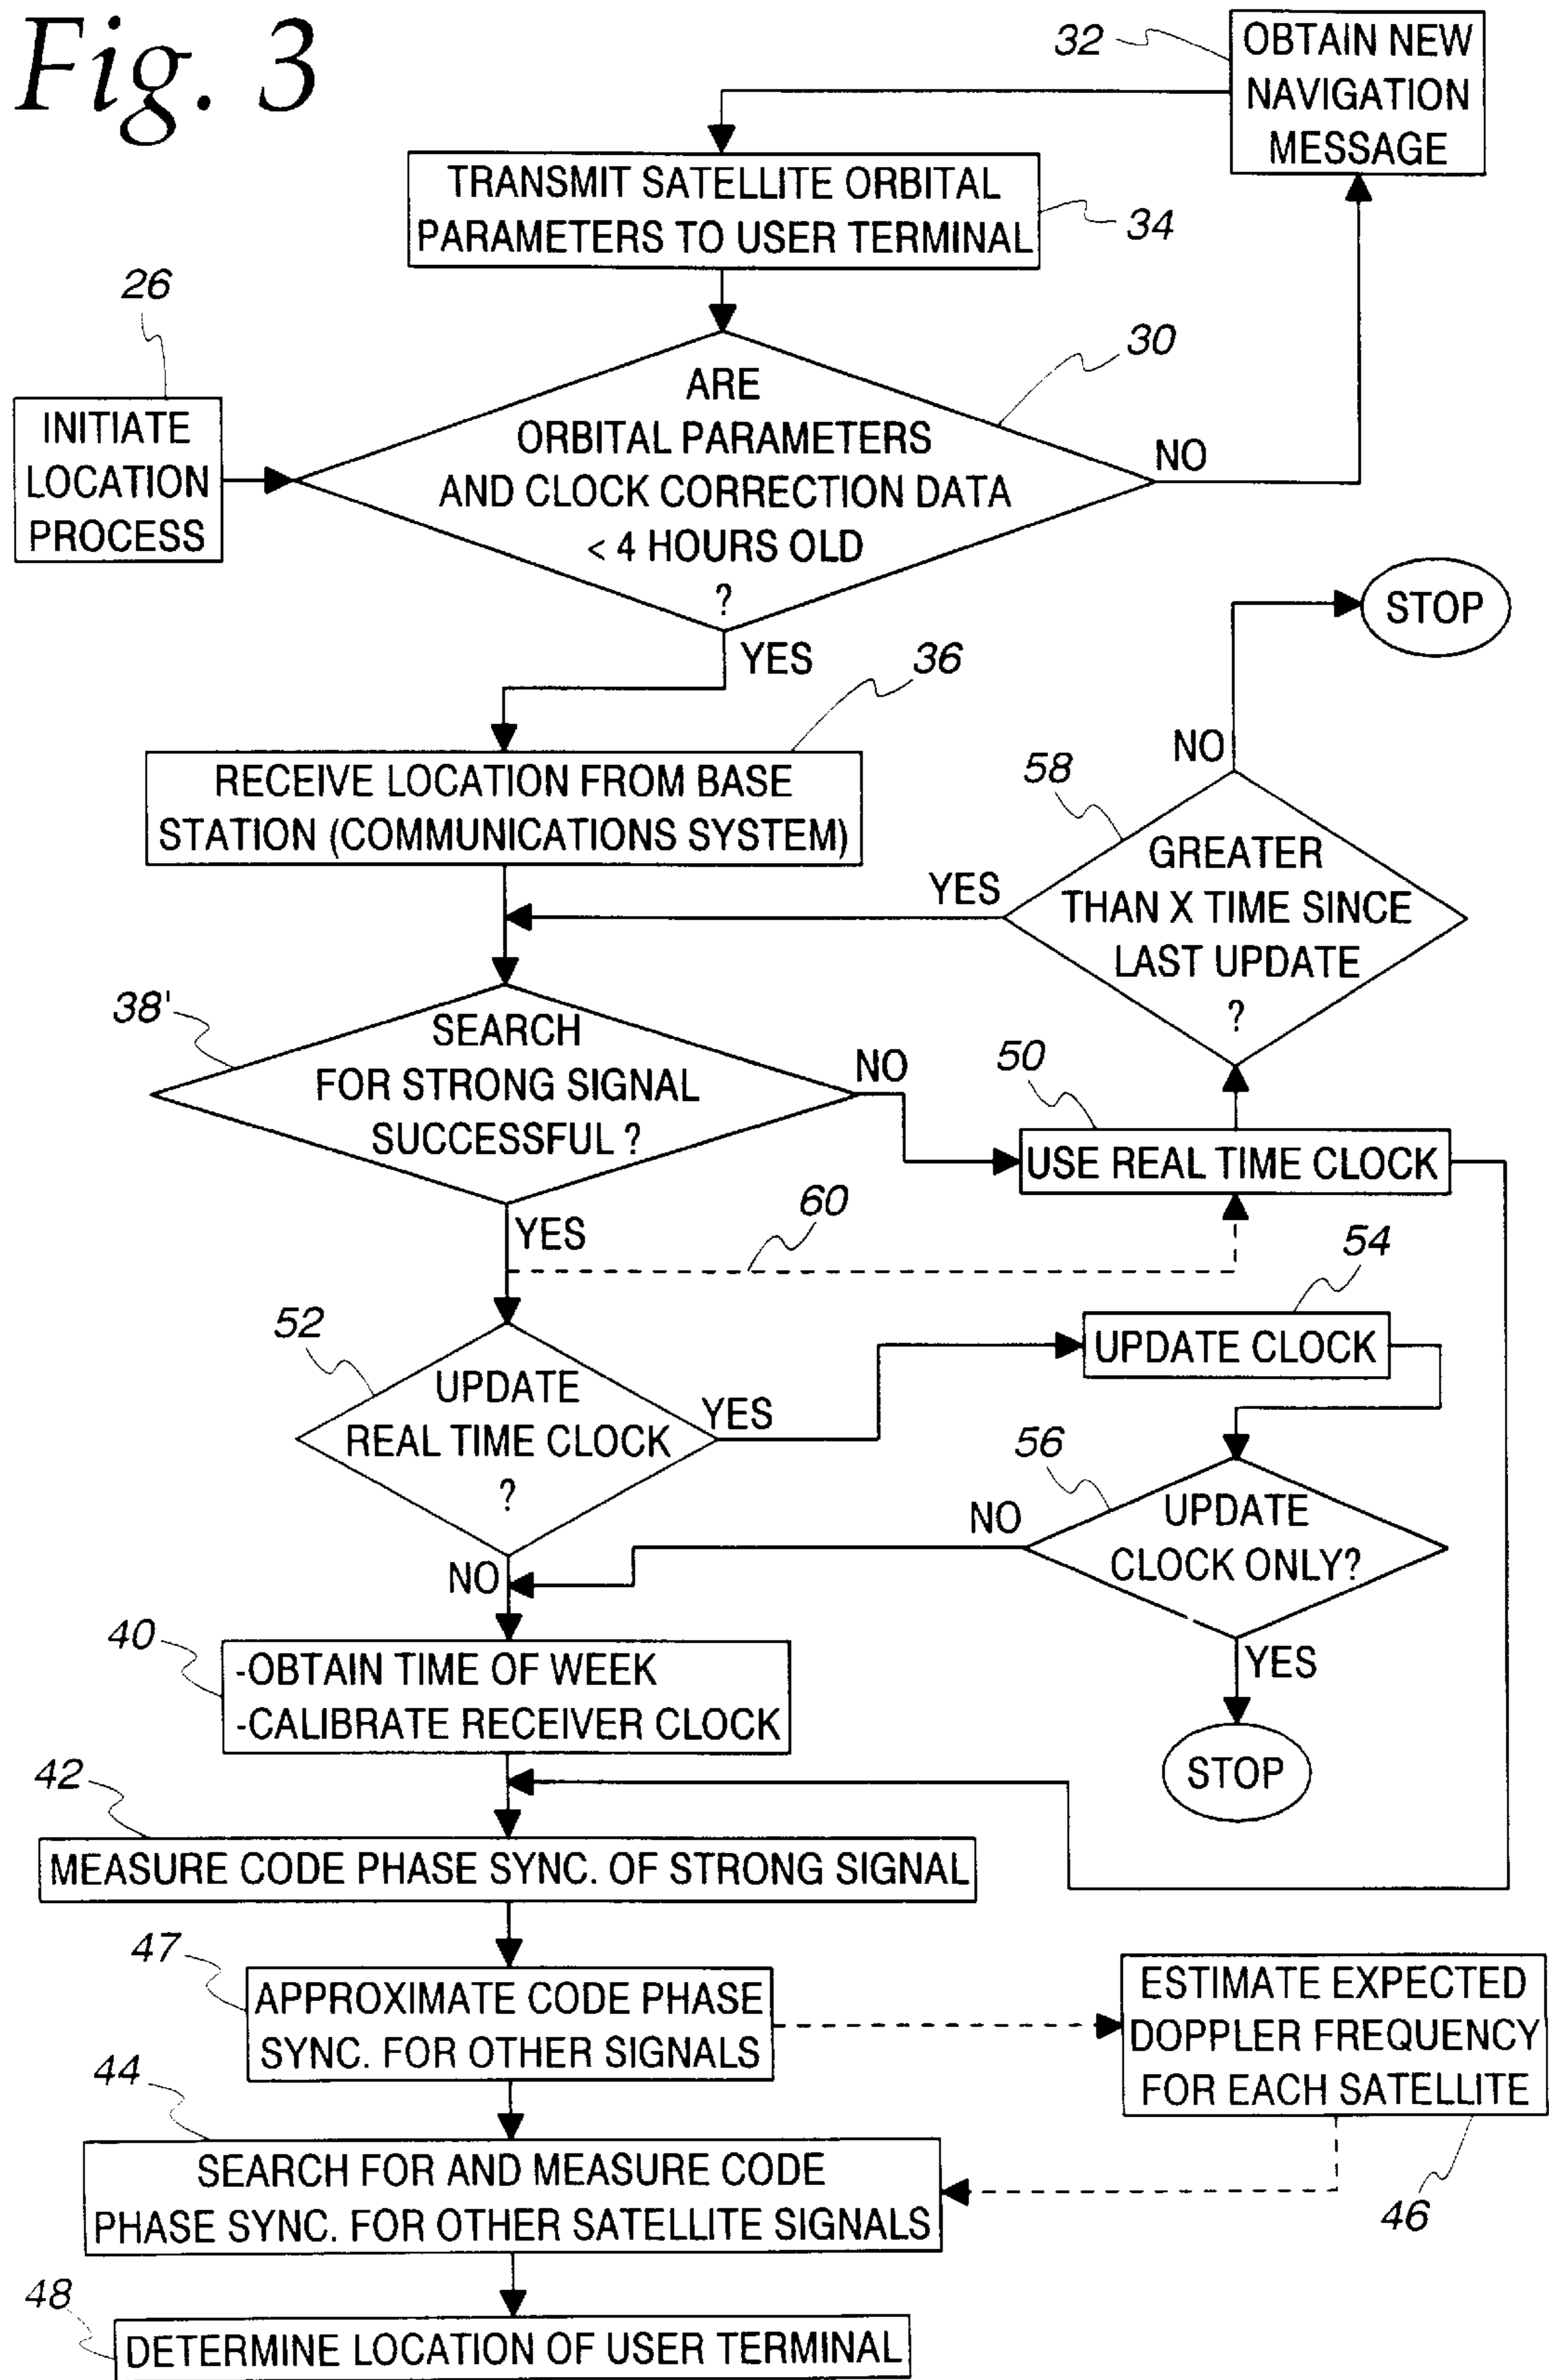 Fig. 3
32
OBTAIN NEW
NAVIGATION
MESSAGE
TRANSMIT SATELLITE ORBITAL
PARAMETERS TO USER TERMINAL
34
26
INITIATE
LOCATION
PROCESS
30
ARE
ORBITAL PARAMETERS
AND CLOCK CORRECTION DATA
< 4 HOURS OLD
?
NO
YES
STOP
36
RECEIVE LOCATION FROM BASE
STATION (COMMUNICATIONS SYSTEM)
NO
58
GREATER
THAN X TIME SINCE
LAST UPDATE
?
YES
38'
SEARCH
FOR STRONG SIGNAL
SUCCESSFUL ?
NO
50
USE REAL TIME CLOCK
YES
60
54
UPDATE CLOCK
52
UPDATE
REAL TIME CLOCK
?
YES
56
UPDATE
CLOCK ONLY?
NO
NO
YES
STOP
40
-OBTAIN TIME OF WEEK
-CALIBRATE RECEIVER CLOCK
42
MEASURE CODE PHASE SYNC. OF STRONG SIGNAL
47
APPROXIMATE CODE PHASE
SYNC. FOR OTHER SIGNALS
ESTIMATE EXPECTED
DOPPLER FREQUENCY
FOR EACH SATELLITE
46
44
SEARCH FOR AND MEASURE CODE
PHASE SYNC. FOR OTHER SATELLITE SIGNALS
48
DETERMINE LOCATION OF USER TERMINAL